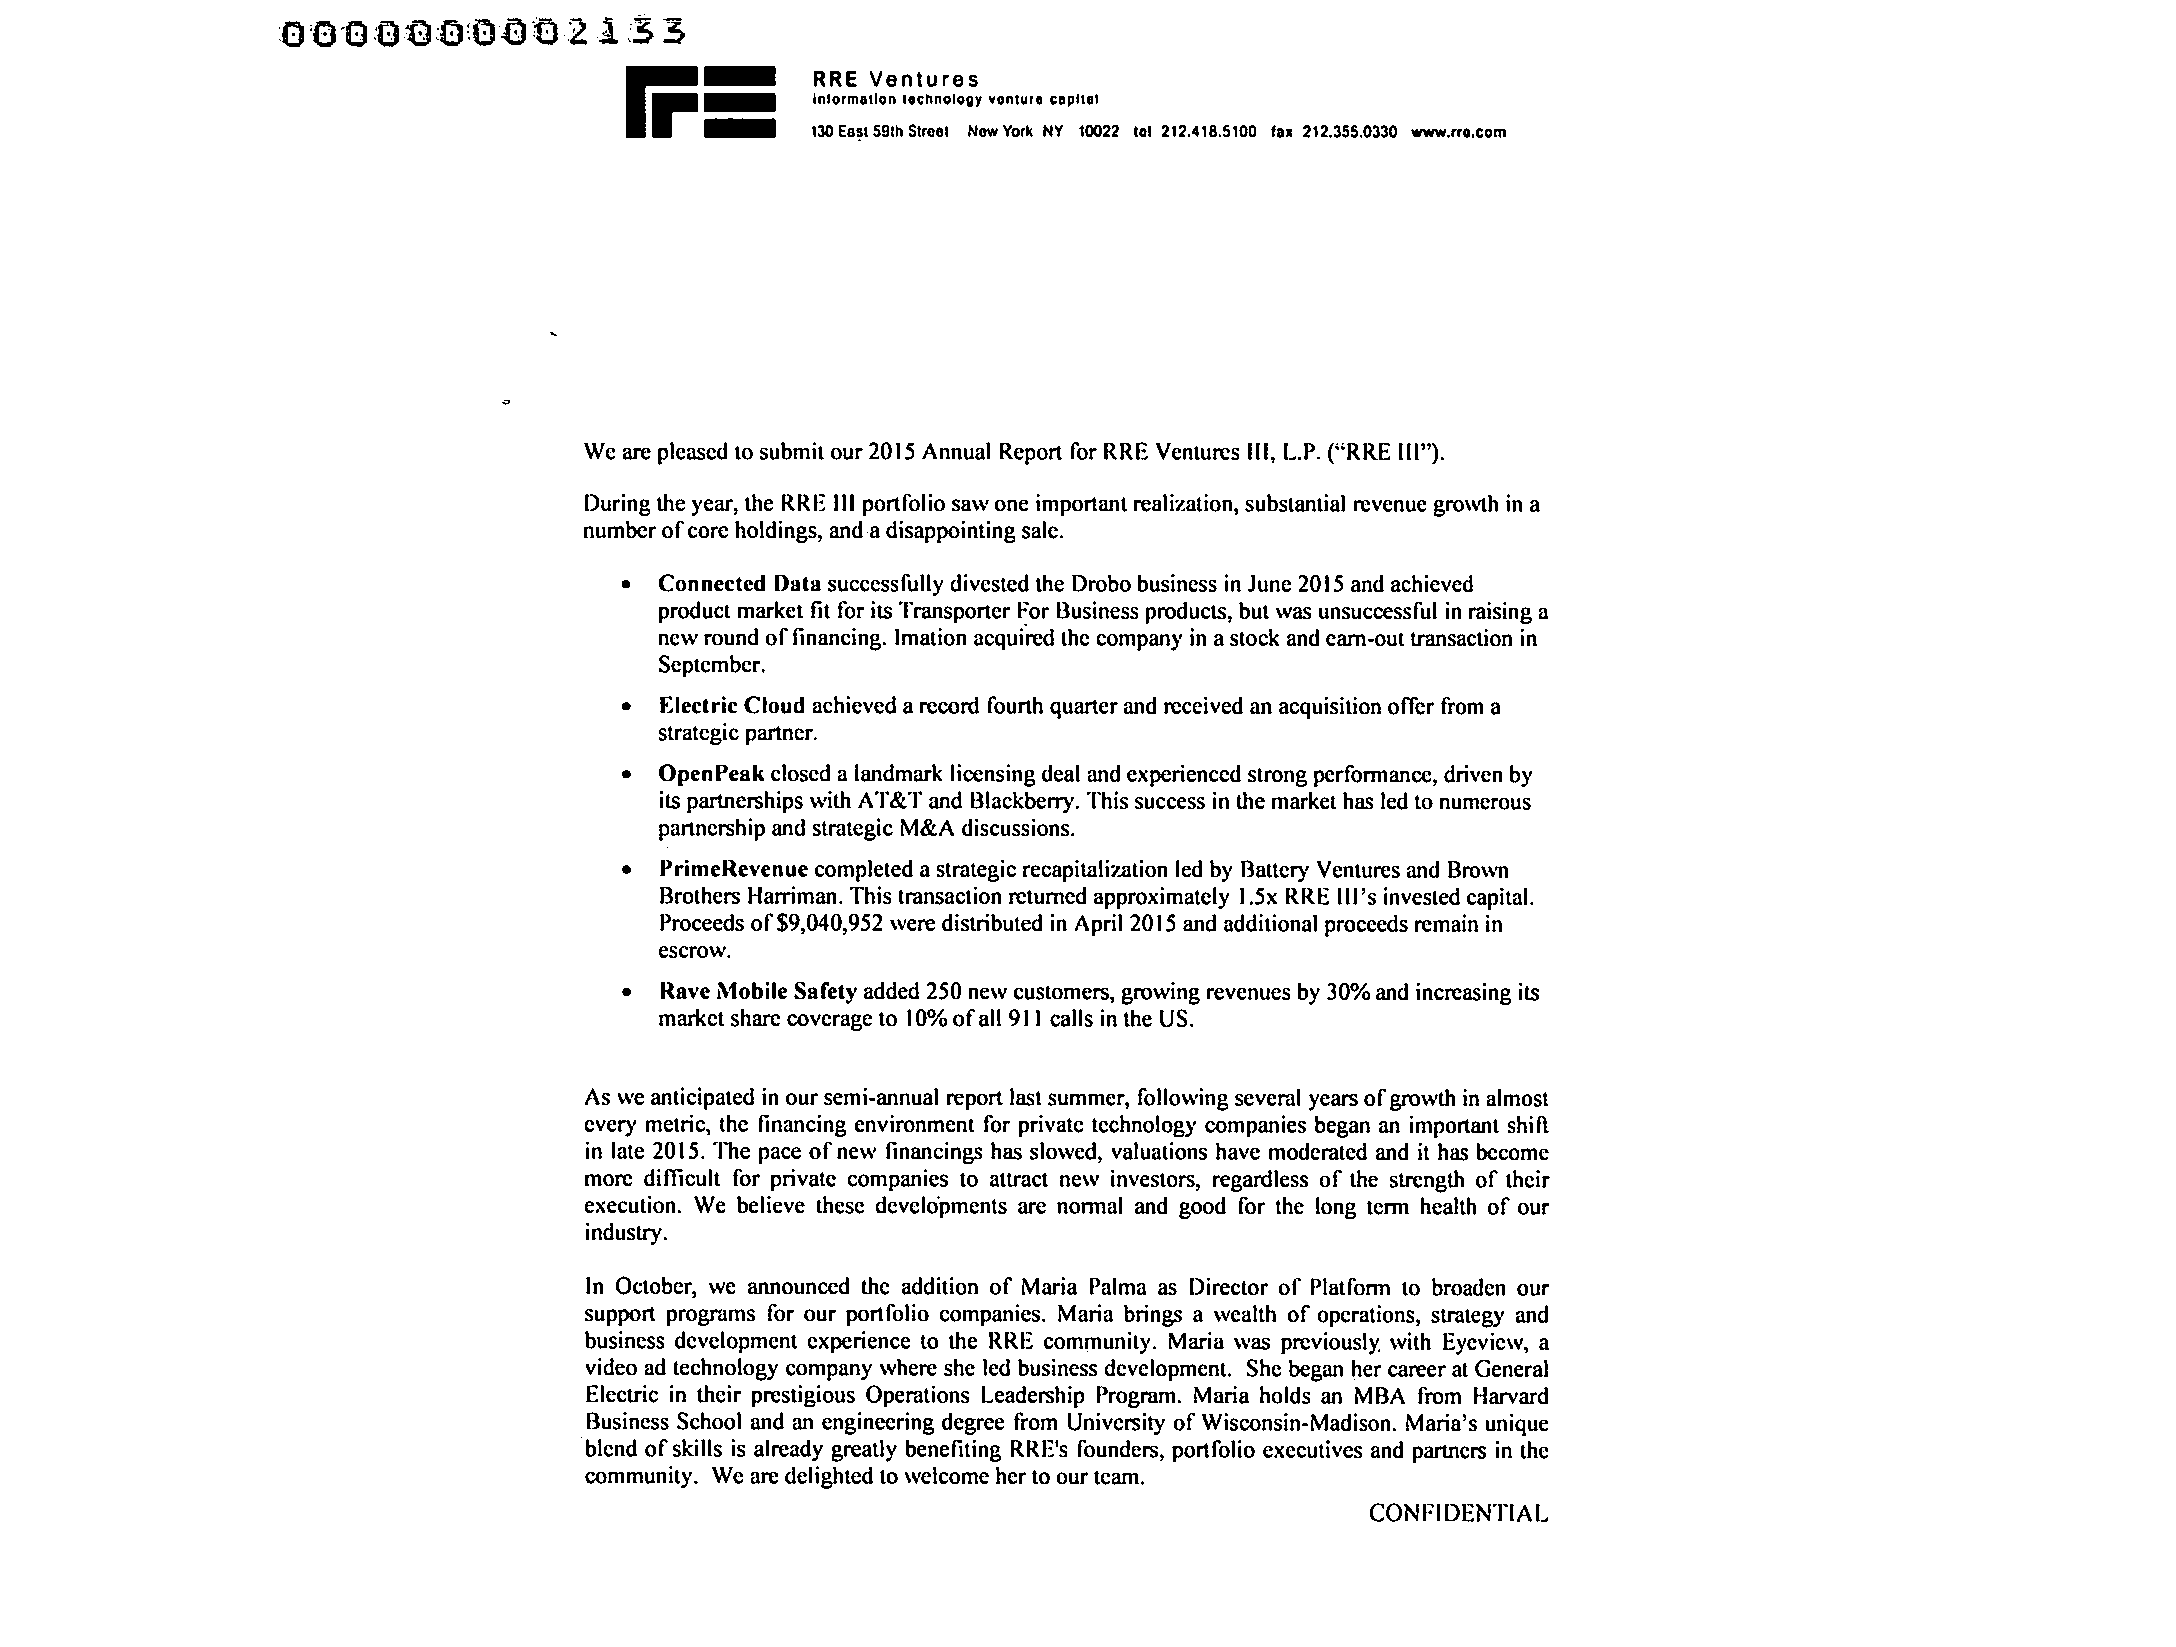 0000000002133
RRE Ventures
information technology venture capital
130 East 59th Street New York NY 10022 tel 212.418.5100 fax 212.355.0330 www.rre.com
We are pleased to submit our 2015 Annual Report for RRE Ventures III, L.P. (“RRE III”).
During the year, the RRE III portfolio saw one important realization, substantial revenue growth in a
number of core holdings, and a disappointing sale.
• Connected Data successfully divested the Drobo business in June 2015 and achieved
product market fit for its Transporter For Business products, but was unsuccessful in raising a
new round of financing. Imation acquired the company in a stock and earn-out transaction in
September.
• Electric Cloud achieved a record fourth quarter and received an acquisition offer from a
strategic partner.
• OpenPeak closed a landmark licensing deal and experienced strong performance, driven by
its partnerships with AT&T and Blackberry. This success in the market has led to numerous
partnership and strategic M&A discussions.
• PrimeRevenue completed a strategic recapitalization led by Battery Ventures and Brown
Brothers Harriman. This transaction returned approximately 1.5x RRE III’s invested capital.
Proceeds of $9,040,952 were distributed in April 2015 and additional proceeds remain in
escrow.
• Rave Mobile Safety added 250 new customers, growing revenues by 30% and increasing its
market share coverage to 10% of all 911 calls in the US.
As we anticipated in our semi-annual report last summer, following several years of growth in almost
every metric, the financing environment for private technology companies began an important shift
in late 2015. The pace of new financings has slowed, valuations have moderated and it has become
more difficult for private companies to attract new investors, regardless of the strength of their
execution. We believe these developments are normal and good for the long term health of our
industry.
In October, we announced the addition of Maria Palma as Director of Platform to broaden our
support programs for our portfolio companies. Maria brings a wealth of operations, strategy and
business development experience to the RRE community. Maria was previously with Eyeview, a
video ad technology company where she led business development. She began her career at General
Electric in their prestigious Operations Leadership Program. Maria holds an MBA from Harvard
Business School and an engineering degree from University of Wisconsin-Madison. Maria’s unique
blend of skills is already greatly benefiting RRE's founders, portfolio executives and partners in the
community. We are delighted to welcome her to our team.
CONFIDENTIAL